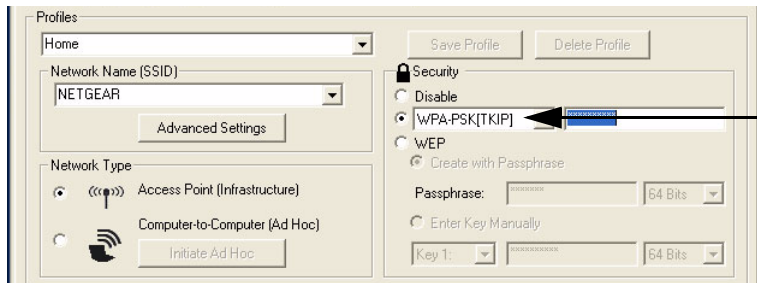 Profiles
Home
Save Profile Delete Profile
Network Name (SSID)
NETGEAR
Advanced Settings
Security
Disable
WPA-PSK[TKIP]
WEP
Create with Passphrase
Passphrase: 64 Bits
Enter Key Manually
Key 1: 64 Bits
Network Type
Access Point (Infrastructure)
Computer-to-Computer (Ad Hoc)
Initiate Ad Hoc